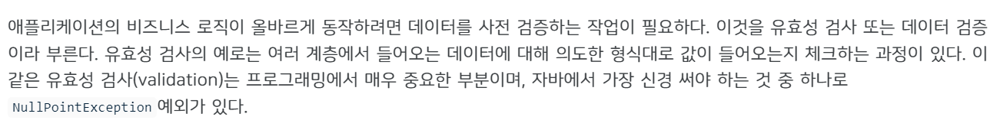 애플리케이션의 비즈니스 로직이 올바르게 동작하려면 데이터를 사전 검증하는 작업이 필요하다. 이것을 유효성 검사 또는 데이터 검증
이라 부른다. 유효성 검사의 예로는 여러 계층에서 들어오는 데이터에 대해 의도한 형식대로 값이 들어오는지 체크하는 과정이 있다. 이
같은 유효성 검사(validation)는 프로그래밍에서 매우 중요한 부분이며, 자바에서 가장 신경 써야 하는 것 중 하나로
NullPointException 예외가 있다.